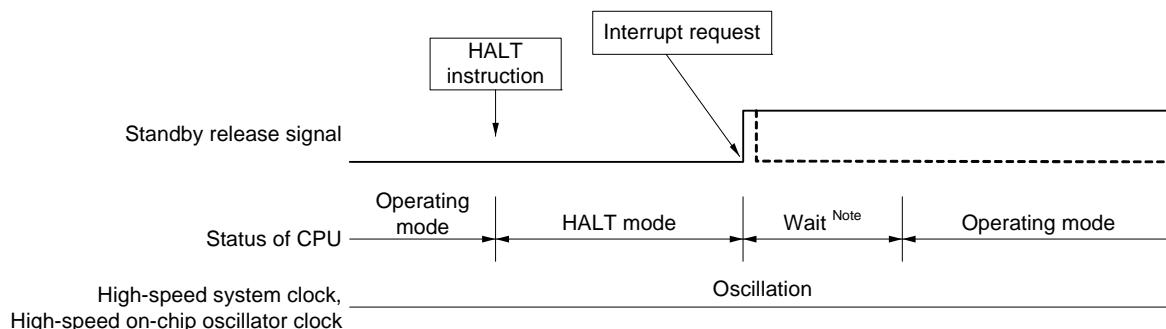 HALT
instruction
Interrupt request
Standby release signal
Status of CPU
Operating
mode
HALT mode
Wait Note
Operating mode
High-speed system clock,
High-speed on-chip oscillator clock
Oscillation